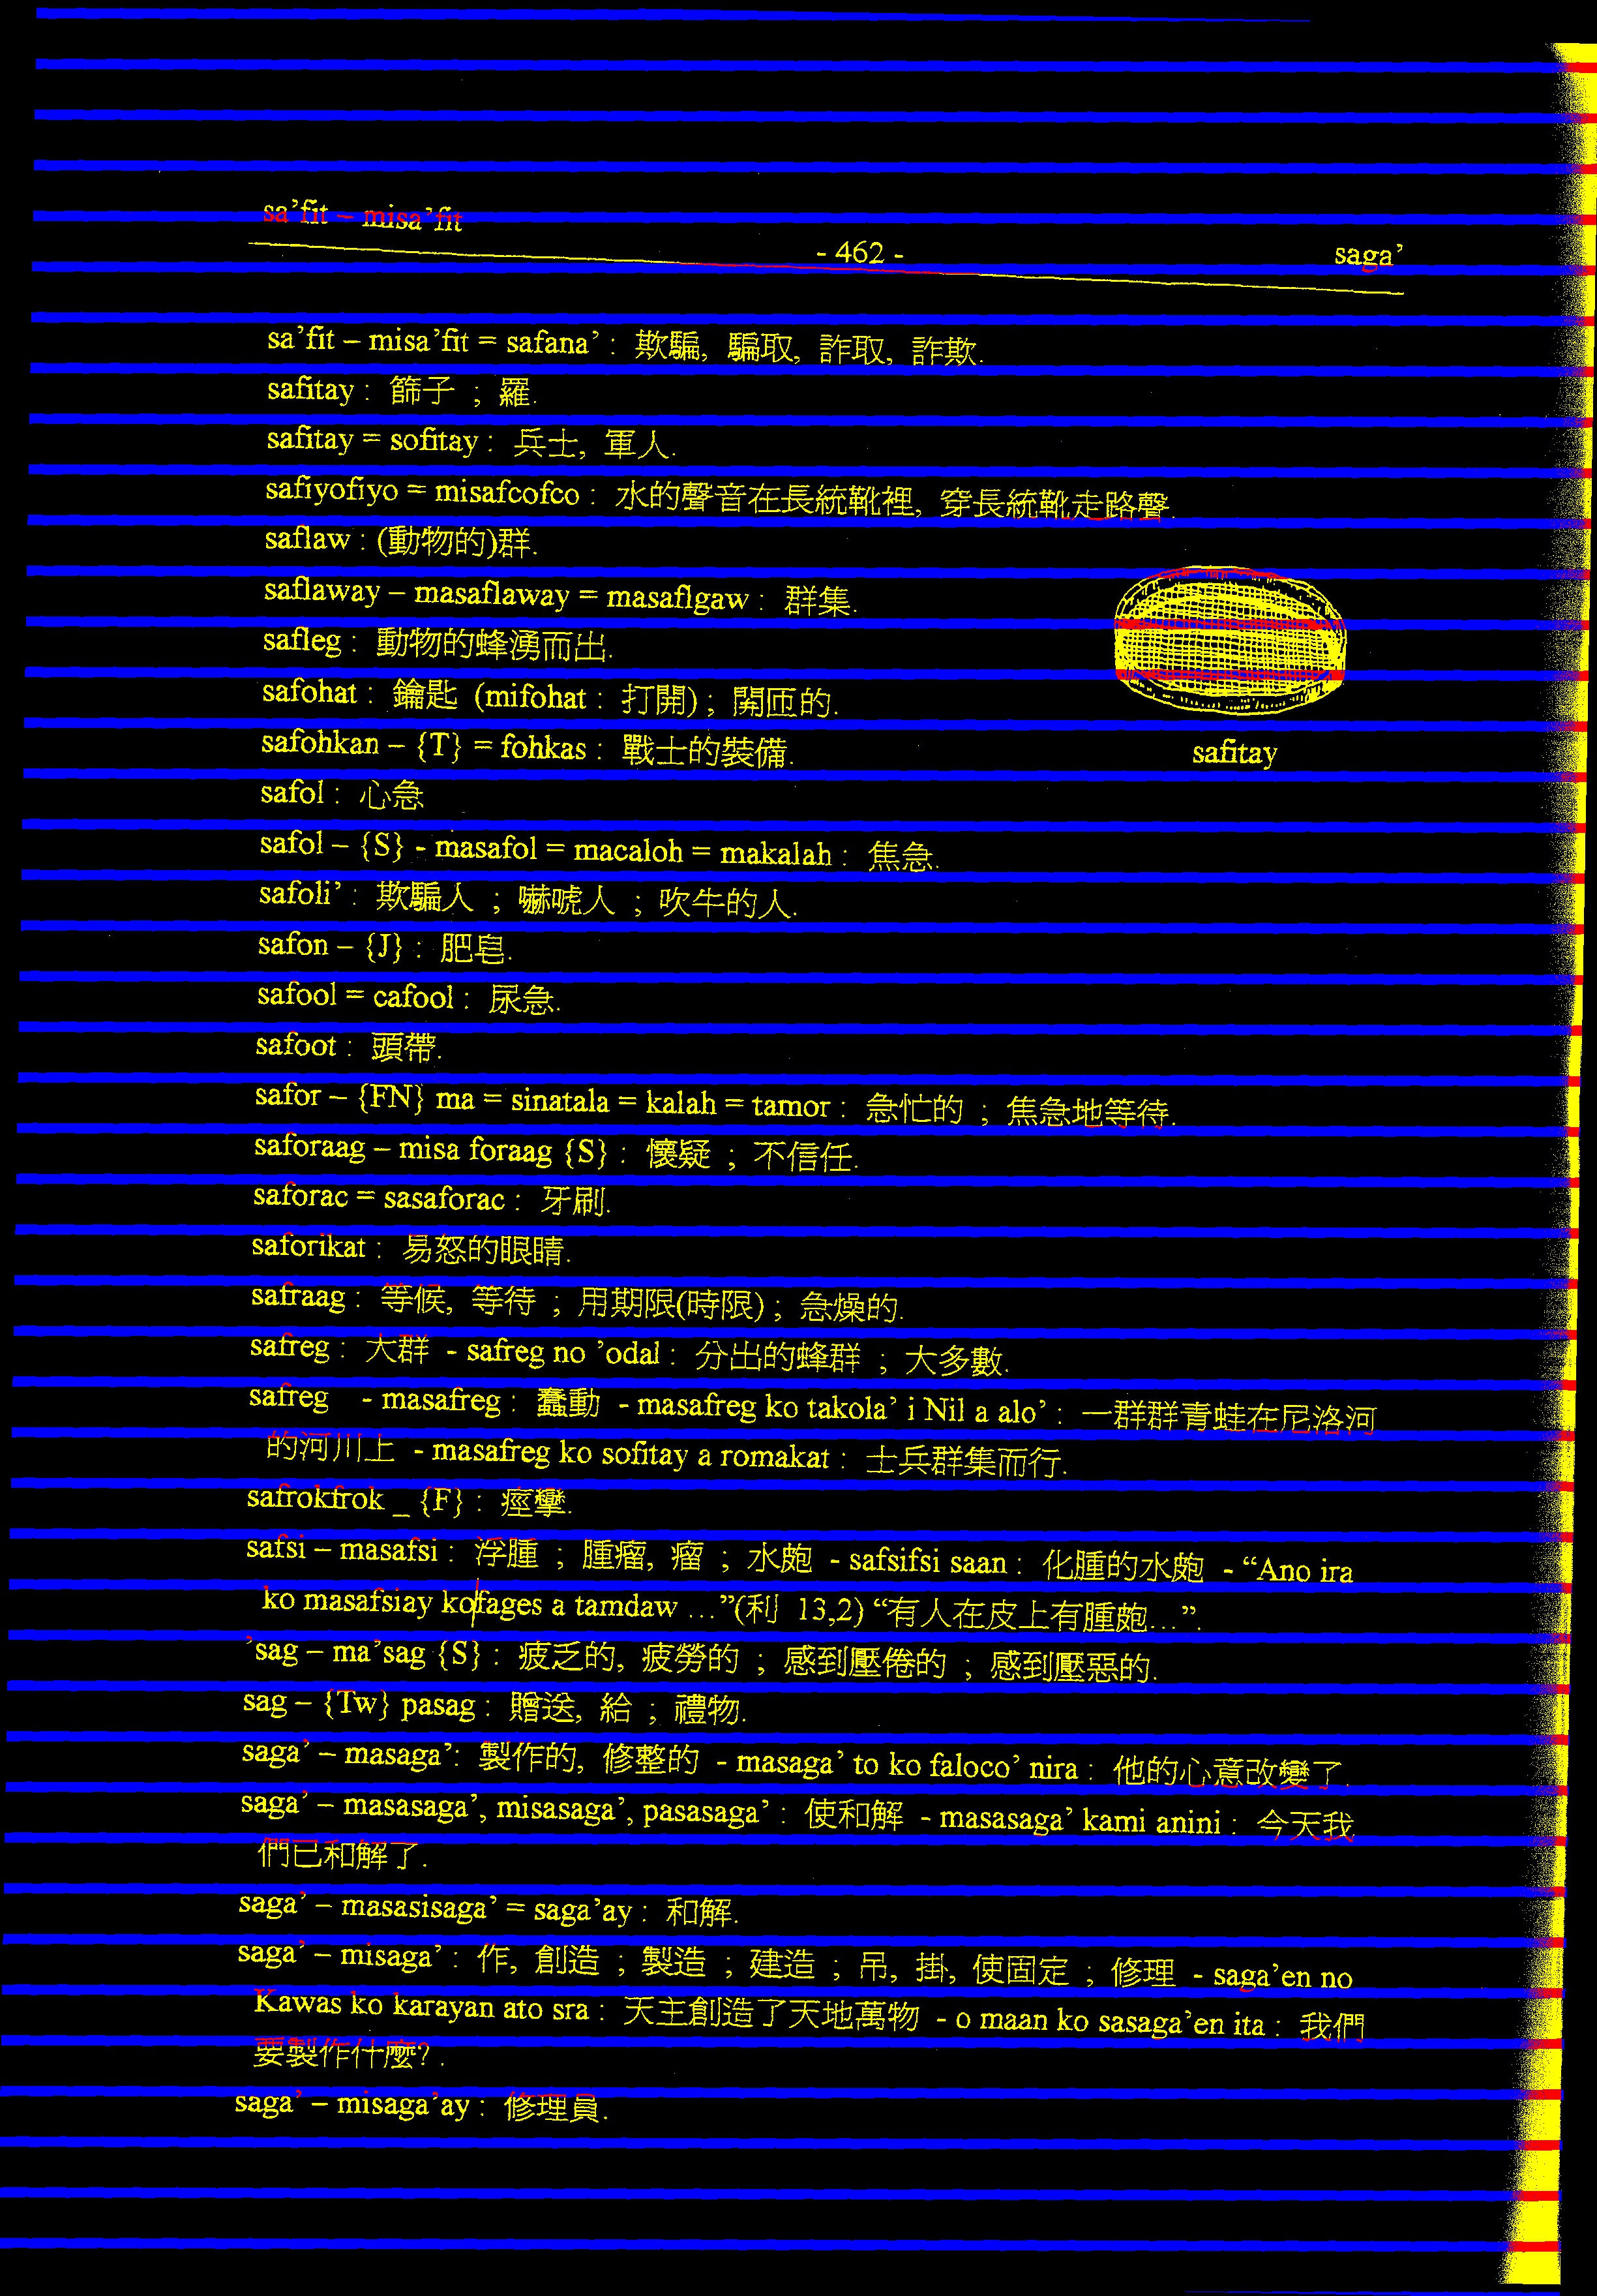 sa’fit – misa’fit
- 462 -
saga’
sa’fit – misa’fit = safana’ : 欺騙, 騙取, 詐取, 詐欺.
safitay : 篩子 ; 羅.
safitay = sofitay : 兵士, 軍人.
safiyofiyo = misafcofco : 水的聲音在長統靴裡, 穿長統靴走路聲.
saflaw : (動物的)群.
saflaway – masaflaway = masaflgaw : 群集.
safleg : 動物的蜂湧而出.
safohat : 鑰匙 (mifohat : 打開) ; 開匝的.
safohkan – {T} = fohkas : 戰士的裝備.
safitay
safol : 心急
safol – {S} - masafol = macaloh = makalah : 焦急.
safoli’ : 欺騙人 ; 嚇唬人 ; 吹牛的人.
safon – {J} : 肥皂.
safool = cafool : 尿急.
safoot : 頭帶.
safor – {FN} ma = sinatala = kalah = tamor : 急忙的 ; 焦急地等待.
saforaag – misa foraag {S} : 懷疑 ; 不信任.
saforac = sasaforac : 牙刷.
saforikat : 易怒的眼睛.
safraag : 等候, 等待 ; 用期限(時限) ; 急燥的.
safreg : 大群 - safreg no ’odal : 分出的蜂群 ; 大多數.
safreg - masafreg : 蠢動 - masafreg ko takola’ i Nil a alo’ : 一群群青蛙在尼洛河
的河川上 - masafreg ko sofitay a romakat : 士兵群集而行.
safrokfrok _ {F} : 痙攣.
safsi – masafsi : 浮腫 ; 腫瘤, 瘤 ; 水皰 - safsifsi saan : 化腫的水皰 - “Ano ira
ko masafsiay ko fages a tamdaw …”(利 13,2) “有人在皮上有腫皰…”.
’sag – ma’sag {S} : 疲乏的, 疲勞的 ; 感到壓倦的 ; 感到壓惡的.
sag – {Tw} pasag : 贈送, 給 ; 禮物.
saga’ – masaga’: 製作的, 修整的 - masaga’ to ko faloco’ nira : 他的心意改變了.
saga’ – masasaga’, misasaga’, pasasaga’ : 使和解 - masasaga’ kami anini : 今天我
們已和解了.
saga’ – masasisaga’ = saga’ay : 和解.
saga’ – misaga’ : 作, 創造 ; 製造 ; 建造 ; 吊, 掛, 使固定 ; 修理 - saga’en no
Kawas ko karayan ato sra : 天主創造了天地萬物 - o maan ko sasaga’en ita : 我們
要製作什麼? .
saga’ – misaga’ay : 修理員.